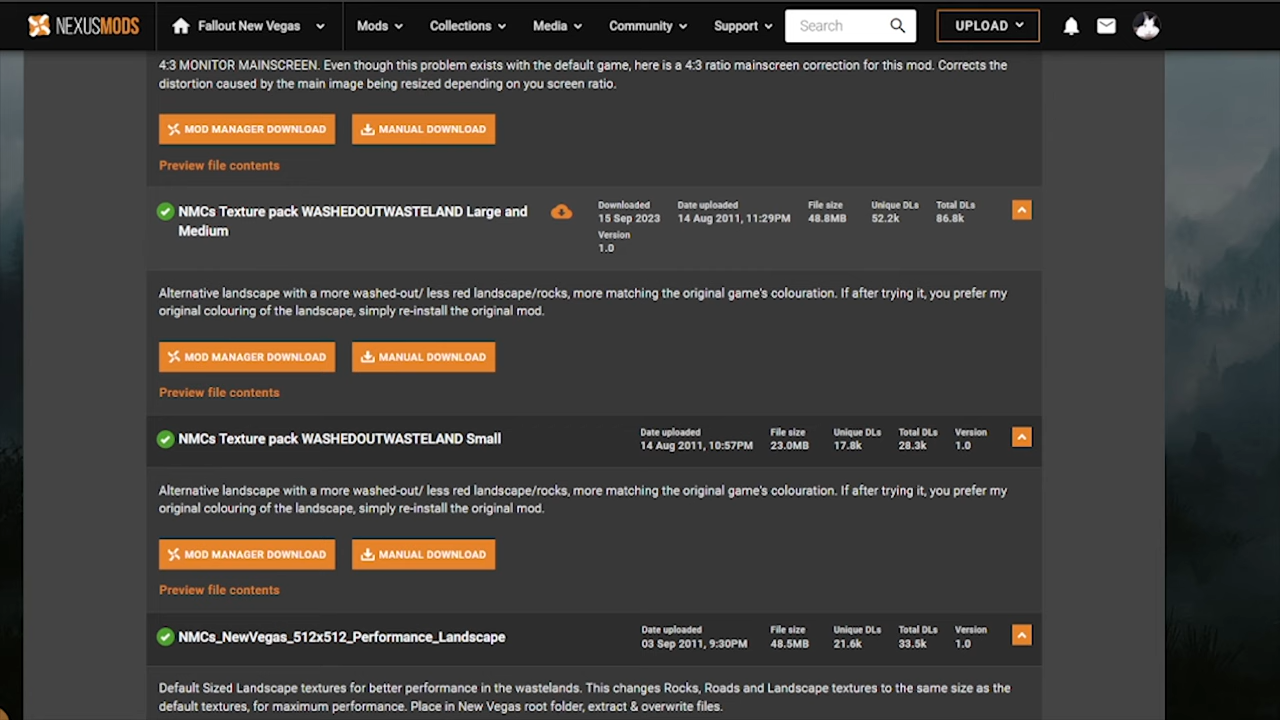 NEXUSMODS Fallout New Vegas Mods Collections Media Community Support Search UPLOAD
4:3 MONITOR MAINSCREEN. Even though this problem exists with the default game, here is a 4:3 ratio mainscreen correction for this mod. Corrects the
distortion caused by the main image being resized depending on you screen ratio.
MOD MANAGER DOWNLOAD MANUAL DOWNLOAD
Preview file contents
NMCs Texture pack WASHEDOUTWASTELAND Large and
Medium
Downloaded Date uploaded File size Unique DLs Total DLs
15 Sep 2023 14 Aug 2011, 11:29PM 48.8MB 52.2k 86.8k
Version
1.0
Alternative landscape with a more washed-out/ less red landscape/rocks, more matching the original game's colouration. If after trying it, you prefer my
original colouring of the landscape, simply re-install the original mod.
MOD MANAGER DOWNLOAD MANUAL DOWNLOAD
Preview file contents
NMCs Texture pack WASHEDOUTWASTELAND Small
Date uploaded File size Unique DLs Total DLs Version
14 Aug 2011, 10:57PM 23.0MB 17.8k 28.3k 1.0
Alternative landscape with a more washed-out/ less red landscape/rocks, more matching the original game's colouration. If after trying it, you prefer my
original colouring of the landscape, simply re-install the original mod.
MOD MANAGER DOWNLOAD MANUAL DOWNLOAD
Preview file contents
NMCs_NewVegas_512x512_Performance_Landscape
Date uploaded File size Unique DLs Total DLs Version
03 Sep 2011, 9:30PM 48.5MB 21.6k 33.5k 1.0
Default Sized Landscape textures for better performance in the wastelands. This changes Rocks, Roads and Landscape textures to the same size as the
default textures, for maximum performance. Place in New Vegas root folder, extract & overwrite files.